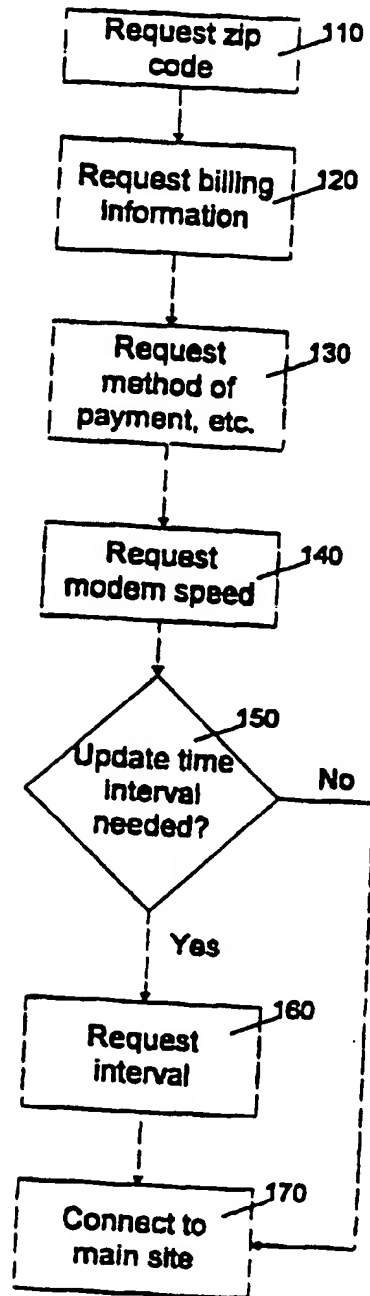 Request zip
code
110
Request billing
information
120
Request
method of
payment, etc.
130
Request
modem speed
140
150
Update time
interval
needed?
No
Yes
160
Request
interval
170
Connect to
main site